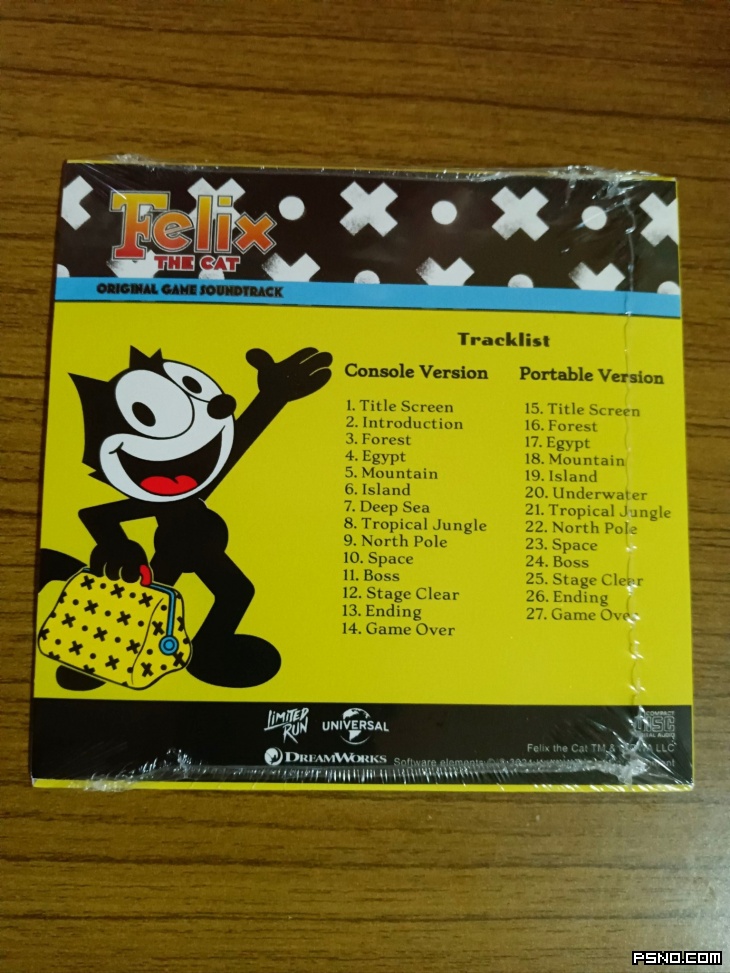 Felix
THE CAT
ORIGINAL GAME SOUNDTRACK
Tracklist
Console Version
1. Title Screen
2. Introduction
3. Forest
4. Egypt
5. Mountain
6. Island
7. Deep Sea
8. Tropical Jungle
9. North Pole
10. Space
11. Boss
12. Stage Clear
13. Ending
14. Game Over
Portable Version
15. Title Screen
16. Forest
17. Egypt
18. Mountain
19. Island
20. Underwater
21. Tropical Jungle
22. North Pole
23. Space
24. Boss
25. Stage Clear
26. Ending
27. Game Over
LIMITED
RUN
UNIVERSAL
DREAMWORKS
COMPACT
disc
DIGITAL AUDIO
Felix the Cat TM & LLC
Software elements
PSNO.COM